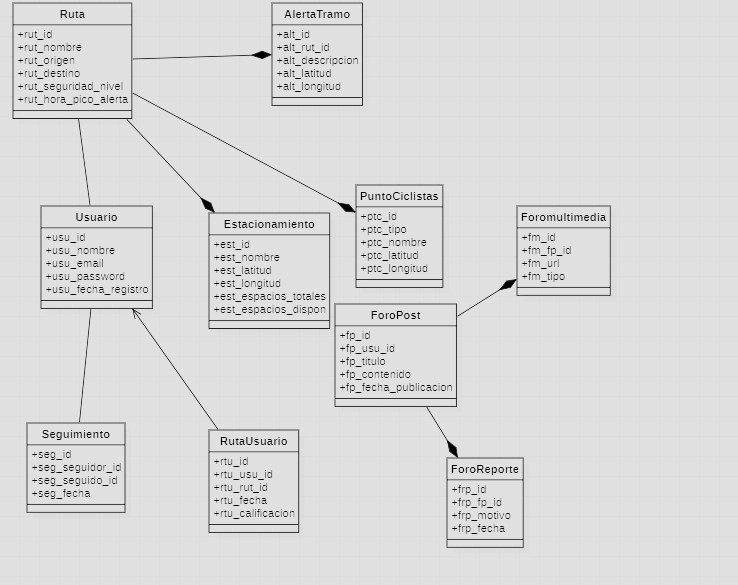 Ruta
+rut_id
+rut_nombre
+rut_origen
+rut_destino
+rut_seguridad_nivel
+rut_hora_pico_alerta
AlertaTramo
+alt_id
+alt_rut_id
+alt_descripcion
+alt_latitud
+alt_longitud
Usuario
+usu_id
+usu_nombre
+usu_email
+usu_password
+usu_fecha_registro
Estacionamiento
+est_id
+est_nombre
+est_latitud
+est_longitud
+est_espacios_totales
+est_espacios_dispon
PuntoCiclistas
+ptc_id
+ptc_tipo
+ptc_nombre
+ptc_latitud
+ptc_longitud
Foromultimedia
+fm_id
+fm_fp_id
+fm_url
+fm_tipo
ForoPost
+fp_id
+fp_usu_id
+fp_titulo
+fp_contenido
+fp_fecha_publicacion
Seguimiento
+seg_id
+seg_seguidor_id
+seg_seguido_id
+seg_fecha
RutaUsuario
+rtu_id
+rtu_usu_id
+rtu_rut_id
+rtu_fecha
+rtu_calificacion
ForoReporte
+frp_id
+frp_fp_id
+frp_motivo
+frp_fecha